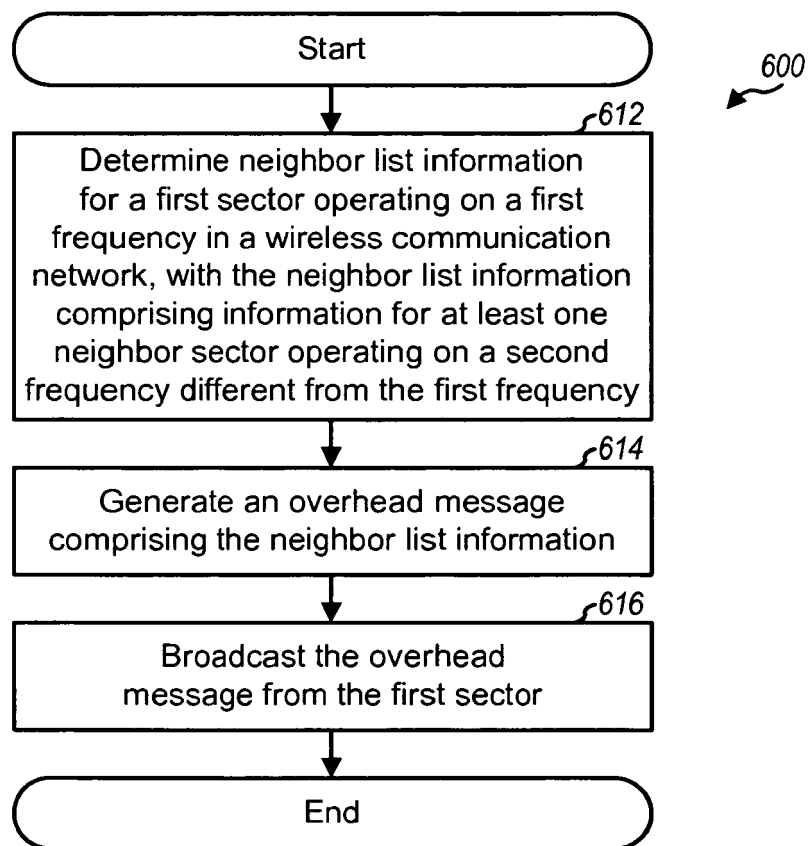 Start
600
612
Determine neighbor list information
for a first sector operating on a first
frequency in a wireless communication
network, with the neighbor list information
comprising information for at least one
neighbor sector operating on a second
frequency different from the first frequency
614
Generate an overhead message
comprising the neighbor list information
616
Broadcast the overhead
message from the first sector
End